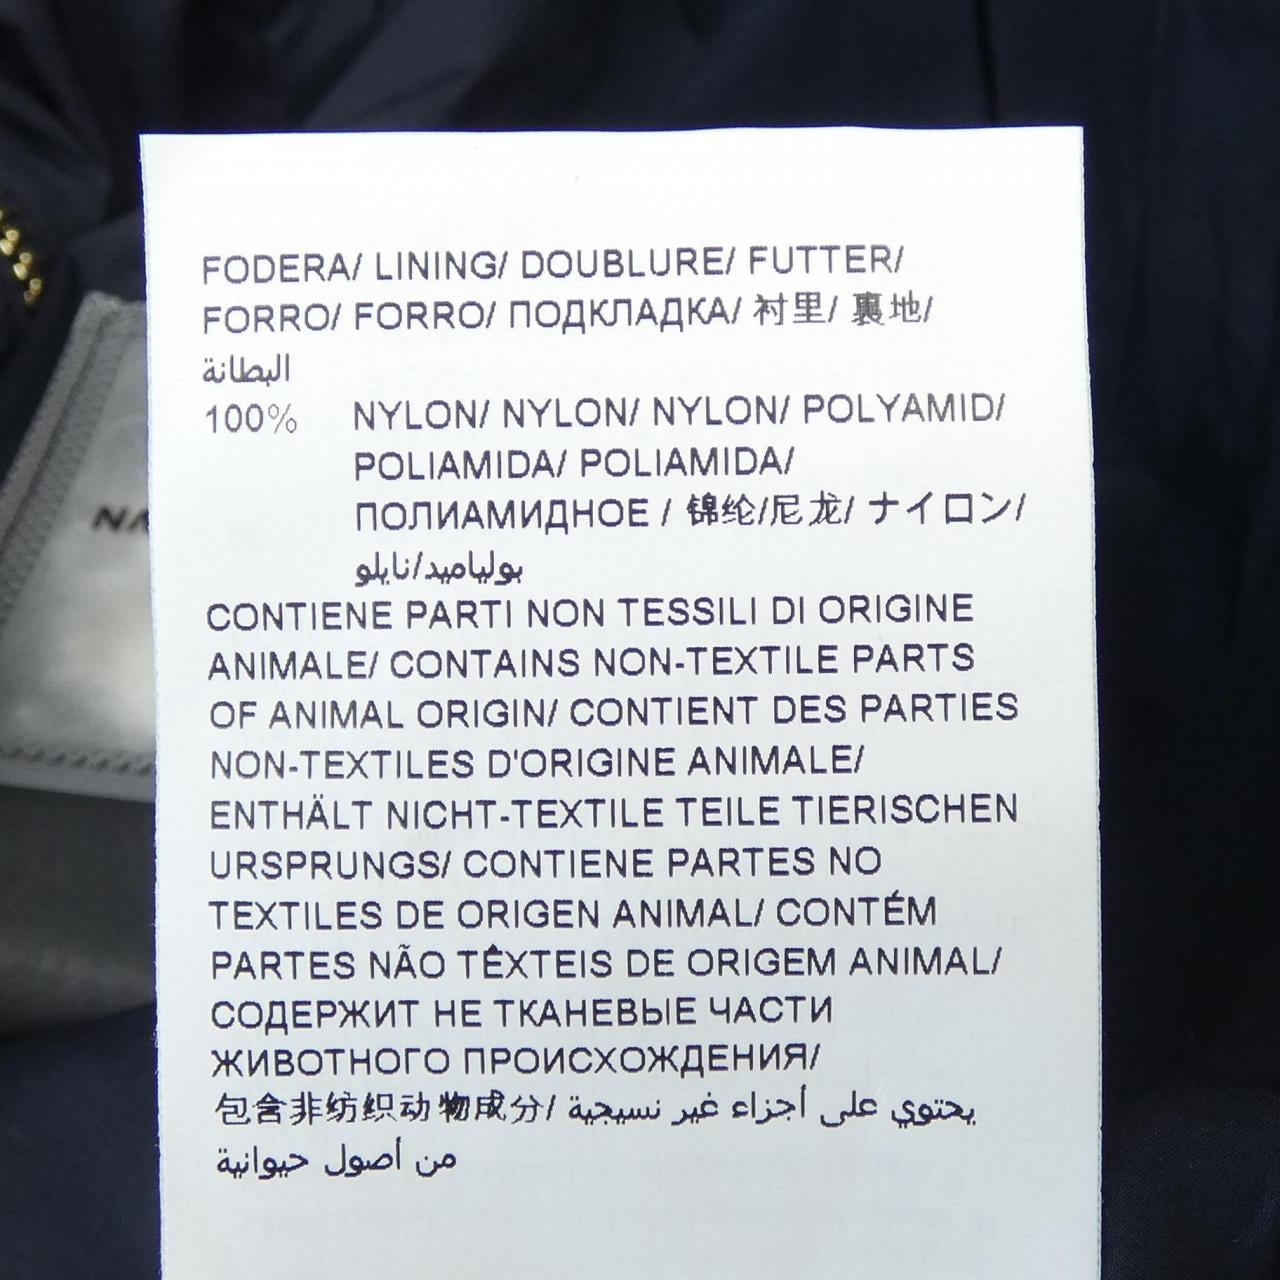 FODERA/ LINING/ DOUBLURE/ FUTTER/
FORRO/ FORRO/ ПОДКЛАДКА/ 衬里/ 裏地/
البطانة
100% NYLON/ NYLON/ NYLON/ POLYAMID/
POLIAMIDA/ POLIAMIDA/
ПОЛИАМИДНОЕ / 锦纶/尼龙/ ナイロン/
بولياميد/نايلو
CONTIENE PARTI NON TESSILI DI ORIGINE
ANIMALE/ CONTAINS NON-TEXTILE PARTS
OF ANIMAL ORIGIN/ CONTIENT DES PARTIES
NON-TEXTILES D'ORIGINE ANIMALE/
ENTHÄLT NICHT-TEXTILE TEILE TIERISCHEN
URSPRUNGS/ CONTIENE PARTES NO
TEXTILES DE ORIGEN ANIMAL/ CONTÉM
PARTES NÃO TÊXTEIS DE ORIGEM ANIMAL/
СОДЕРЖИТ НЕ ТКАНЕВЫЕ ЧАСТИ
ЖИВОТНОГО ПРОИСХОЖДЕНИЯ/
包含非纺织动物成分/ يحتوي على أجزاء غير نسيجية
من أصول حيوانية